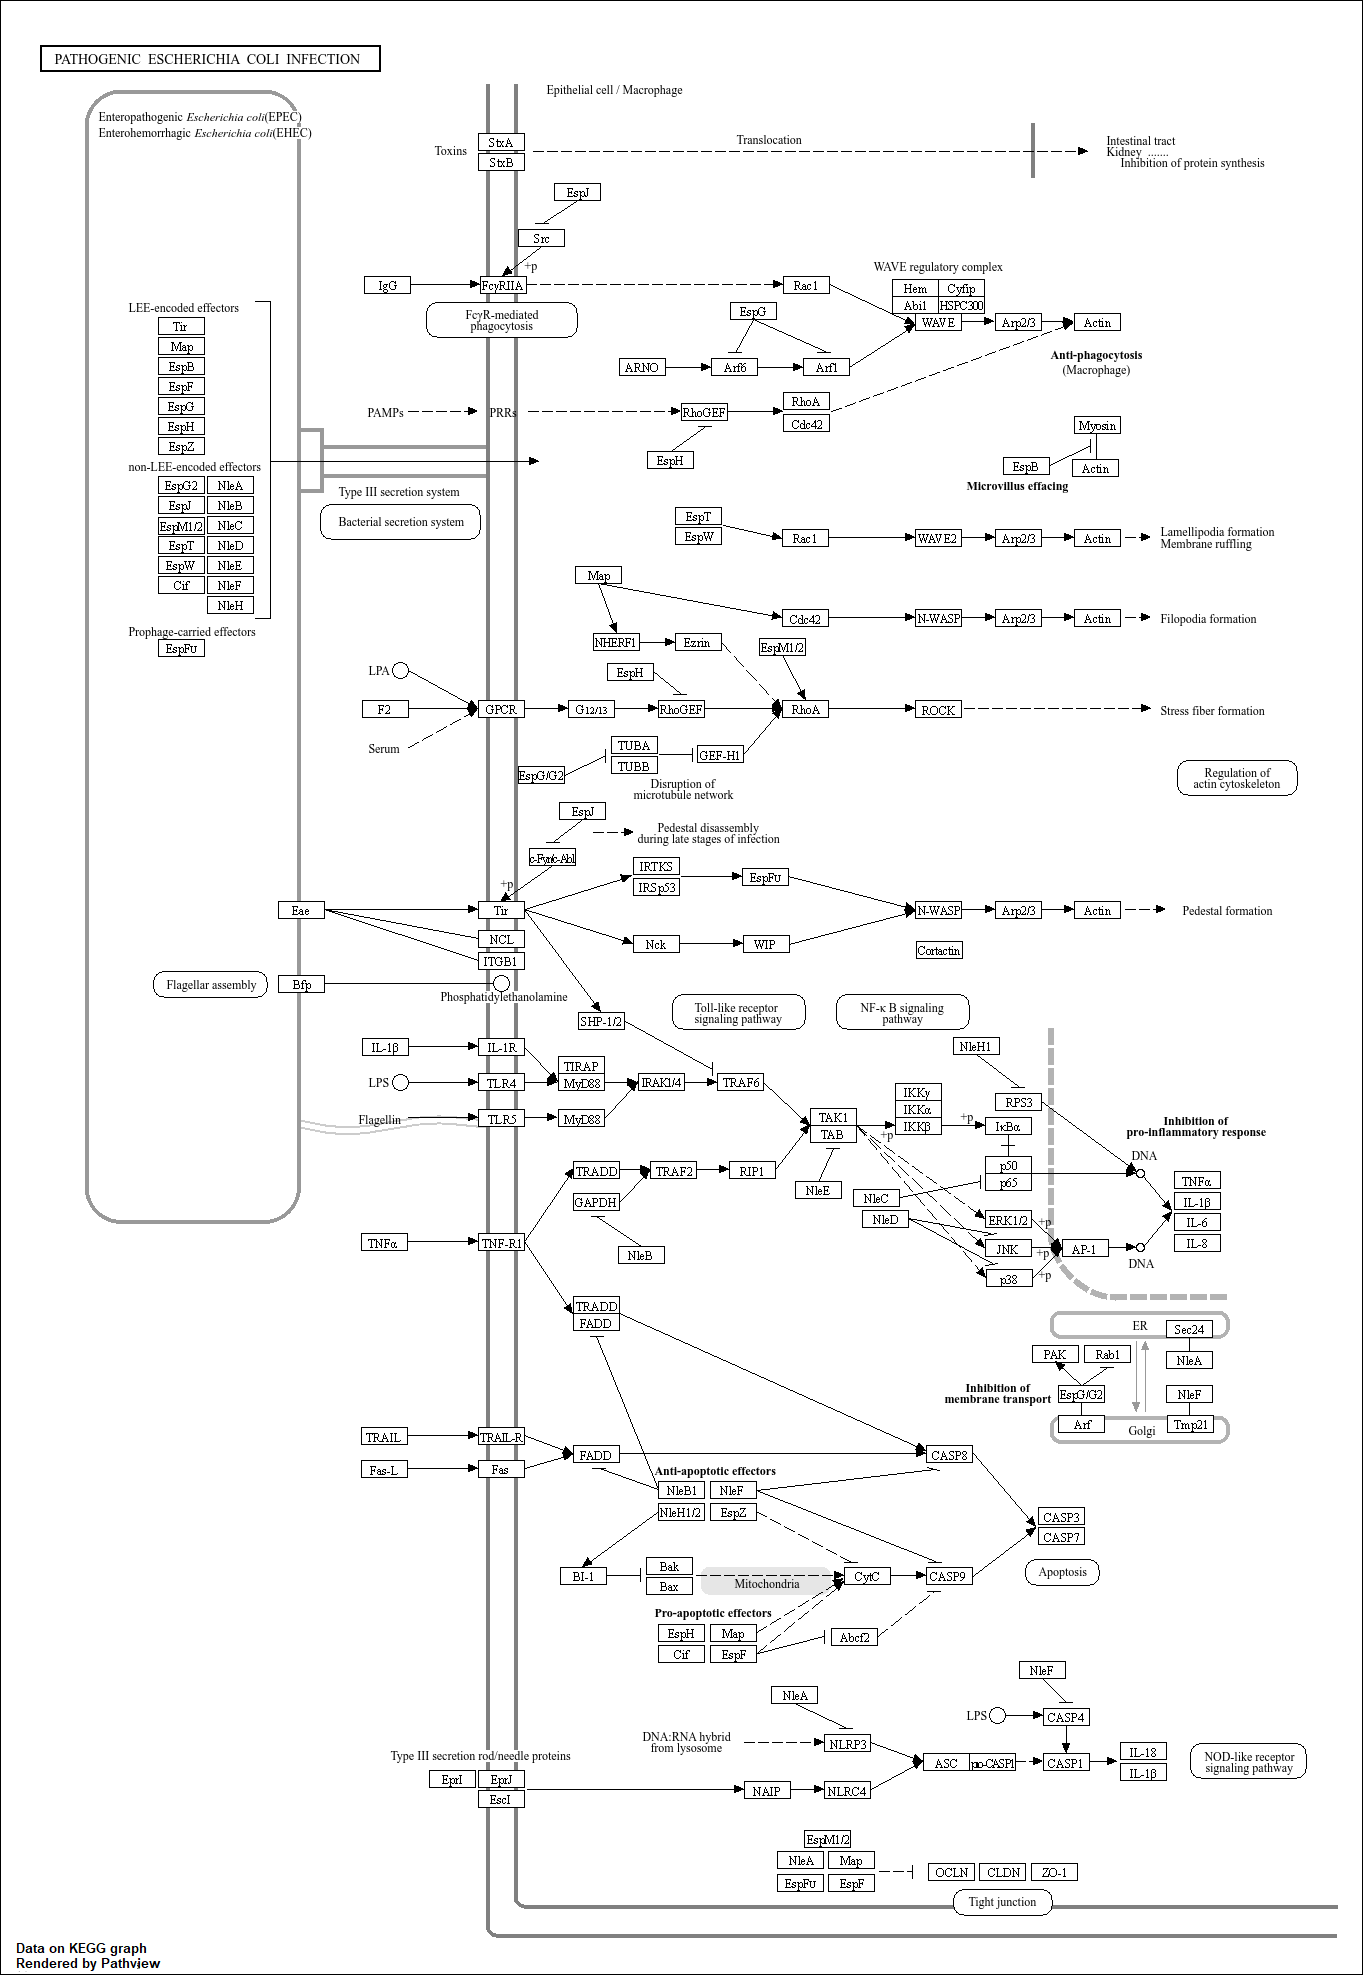 PATHOGENIC ESCHERICHIA COLI INFECTION
Epithelial cell / Macrophage
Enteropathogenic Escherichia coli(EPEC)
Enterohemorrhagic Escherichia coli(EHEC)
Toxins
StxA
StxB
Translocation
Intestinal tract
Kidney .......
Inhibition of protein synthesis
EspJ
Src
+p
IgG
FcγRIIA
Rac1
WAVE regulatory complex
Hem
Cyfip
Abi1
HSPC300
WAVE
Arp2/3
Actin
FcγR-mediated
phagocytosis
EspG
ARNO
Arf6
Arf1
Anti-phagocytosis
(Macrophage)
LEE-encoded effectors
Tir
Map
EspB
EspF
EspG
EspH
EspZ
non-LEE-encoded effectors
EspG2
NleA
EspJ
NleB
EspM1/2
NleC
EspT
NleD
EspW
NleE
Cif
NleF
NleH
Prophage-carried effectors
EspFu
PAMPs
PRRs
RhoGEF
RhoA
Cdc42
EspH
Myosin
EspB
Actin
Microvillus effacing
Type III secretion system
Bacterial secretion system
EspT
EspW
Rac1
WAVE2
Arp2/3
Actin
Lamellipodia formation
Membrane ruffling
Map
Cdc42
N-WASP
Arp2/3
Actin
Filopodia formation
NHERF1
Ezrin
EspM1/2
LPA
EspH
F2
GPCR
G12/13
RhoGEF
RhoA
ROCK
Stress fiber formation
Serum
TUBA
TUBB
GEF-H1
EspG/G2
Disruption of
microtubule network
Regulation of
actin cytoskeleton
EspJ
Pedestal disassembly
during late stages of infection
c-Fyn/c-Abl
+p
IRTKS
IRSp53
EspFu
Eae
Tir
N-WASP
Arp2/3
Actin
Pedestal formation
NCL
ITGB1
Nck
WIP
Cortactin
Flagellar assembly
Bfp
Phosphatidylethanolamine
SHP-1/2
Toll-like receptor
signaling pathway
NF-κ B signaling
pathway
IL-1β
IL-1R
TIRAP
NleH1
LPS
TLR4
MyD88
IRAK1/4
TRAF6
Flagellin
TLR5
MyD88
TAK1
TAB
+p
IKKγ
IKKα
IKKβ
+p
RPS3
IκBα
p50
p65
Inhibition of
pro-inflammatory response
DNA
TRADD
TRAF2
RIP1
NleE
NleC
NleD
GAPDH
NleB
TNFα
TNF-R1
ERK1/2
+p
JNK
+p
p38
+p
AP-1
DNA
TNFα
IL-1β
IL-6
IL-8
TRADD
FADD
ER
Sec24
PAK
Rab1
NleA
Inhibition of
membrane transport
EspG/G2
NleF
Arf
Golgi
Tmp21
TRAIL
TRAIL-R
Fas-L
Fas
FADD
CASP8
Anti-apoptotic effectors
NleB1
NleF
NleH1/2
EspZ
CASP3
CASP7
BI-1
Bak
Bax
Mitochondria
CytC
CASP9
Apoptosis
Pro-apoptotic effectors
EspH
Map
Cif
EspF
Abcf2
NleF
NleA
LPS
CASP4
DNA:RNA hybrid
from lysosome
NLRP3
Type III secretion rod/needle proteins
EprI
EprJ
EscI
NAIP
NLRC4
ASC
pro-CASP1
CASP1
IL-18
IL-1β
NOD-like receptor
signaling pathway
EspM1/2
NleA
Map
EspFu
EspF
OCLN
CLDN
ZO-1
Tight junction
Data on KEGG graph
Rendered by Pathview